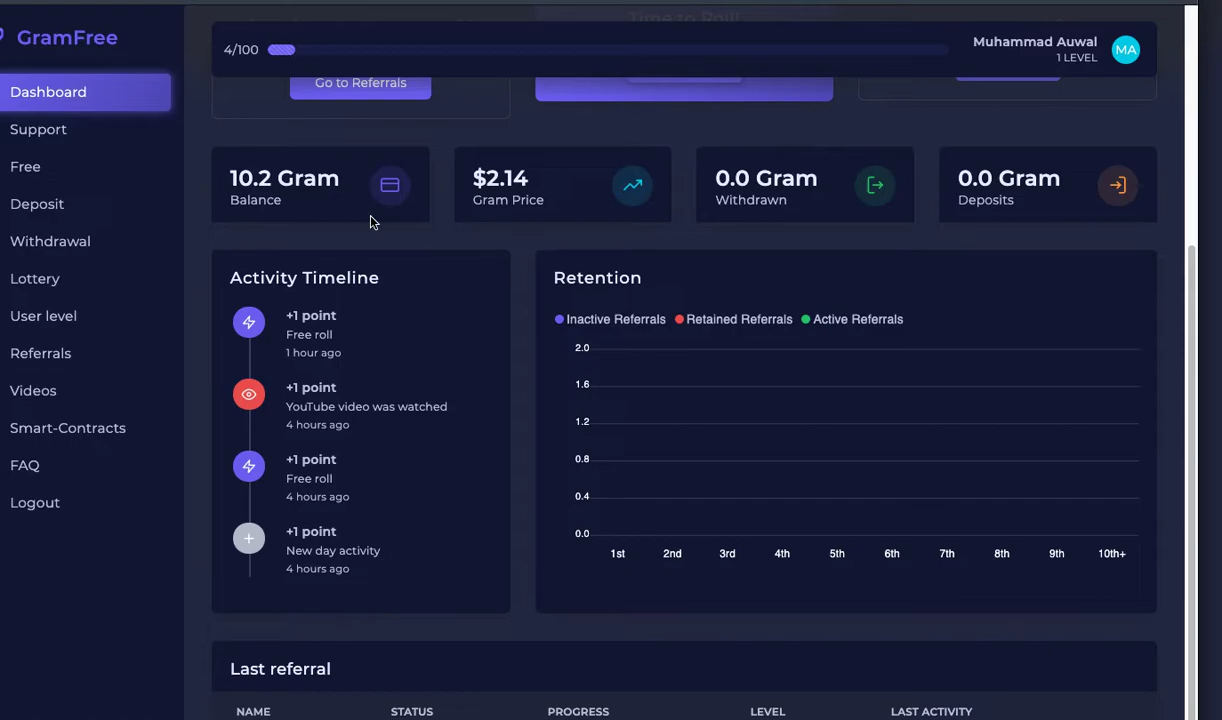 Time to Roll!
GramFree
4/100
Muhammad Auwal
1 LEVEL
MA
Go to Referrals
Dashboard
Support
Free
Deposit
Withdrawal
Lottery
User level
Referrals
Videos
Smart-Contracts
FAQ
Logout
10.2 Gram
Balance
$2.14
Gram Price
0.0 Gram
Withdrawn
0.0 Gram
Deposits
Activity Timeline
+1 point
Free roll
1 hour ago
+1 point
YouTube video was watched
4 hours ago
+1 point
Free roll
4 hours ago
+1 point
New day activity
4 hours ago
Retention
Inactive Referrals Retained Referrals Active Referrals
2.0
1.6
1.2
0.8
0.4
0.0
1st 2nd 3rd 4th 5th 6th 7th 8th 9th 10th+
Last referral
NAME STATUS PROGRESS LEVEL LAST ACTIVITY